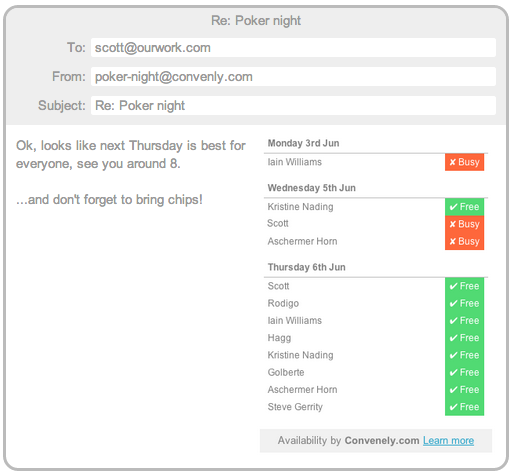 Re: Poker night
To: scott@ourwork.com
From: poker-night@convenly.com
Subject: Re: Poker night
Ok, looks like next Thursday is best for
everyone, see you around 8.
...and don't forget to bring chips!
Monday 3rd Jun
Iain Williams ✘ Busy
Wednesday 5th Jun
Kristine Nading ✔ Free
Scott ✘ Busy
Aschermer Horn ✘ Busy
Thursday 6th Jun
Scott ✔ Free
Rodigo ✔ Free
Iain Williams ✔ Free
Hagg ✔ Free
Kristine Nading ✔ Free
Golberte ✔ Free
Aschermer Horn ✔ Free
Steve Gerrity ✔ Free
Availability by Convenely.com Learn more